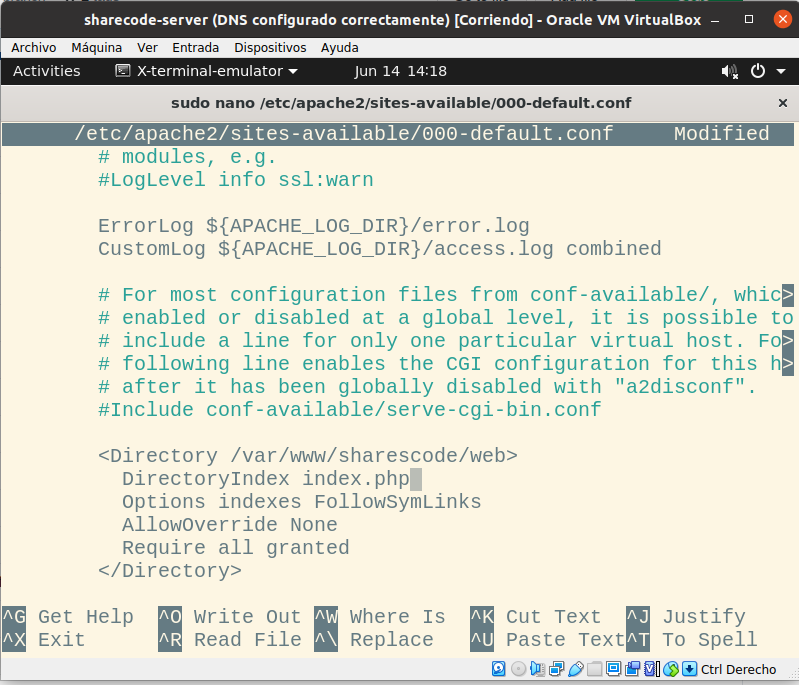 sharecode-server (DNS configurado correctamente) [Corriendo] - Oracle VM VirtualBox
Archivo Máquina Ver Entrada Dispositivos Ayuda
Activities X-terminal-emulator Jun 14 14:18
sudo nano /etc/apache2/sites-available/000-default.conf
/etc/apache2/sites-available/000-default.conf Modified
# modules, e.g.
#LogLevel info ssl:warn
ErrorLog ${APACHE_LOG_DIR}/error.log
CustomLog ${APACHE_LOG_DIR}/access.log combined
# For most configuration files from conf-available/, whic>
# enabled or disabled at a global level, it is possible to
# include a line for only one particular virtual host. Fo>
# following line enables the CGI configuration for this h>
# after it has been globally disabled with "a2disconf".
#Include conf-available/serve-cgi-bin.conf
<Directory /var/www/sharescode/web>
DirectoryIndex index.php
Options indexes FollowSymLinks
AllowOverride None
Require all granted
</Directory>
^G Get Help ^O Write Out ^W Where Is ^K Cut Text ^J Justify
^X Exit ^R Read File ^\ Replace ^U Paste Text ^T To Spell
Ctrl Derecho